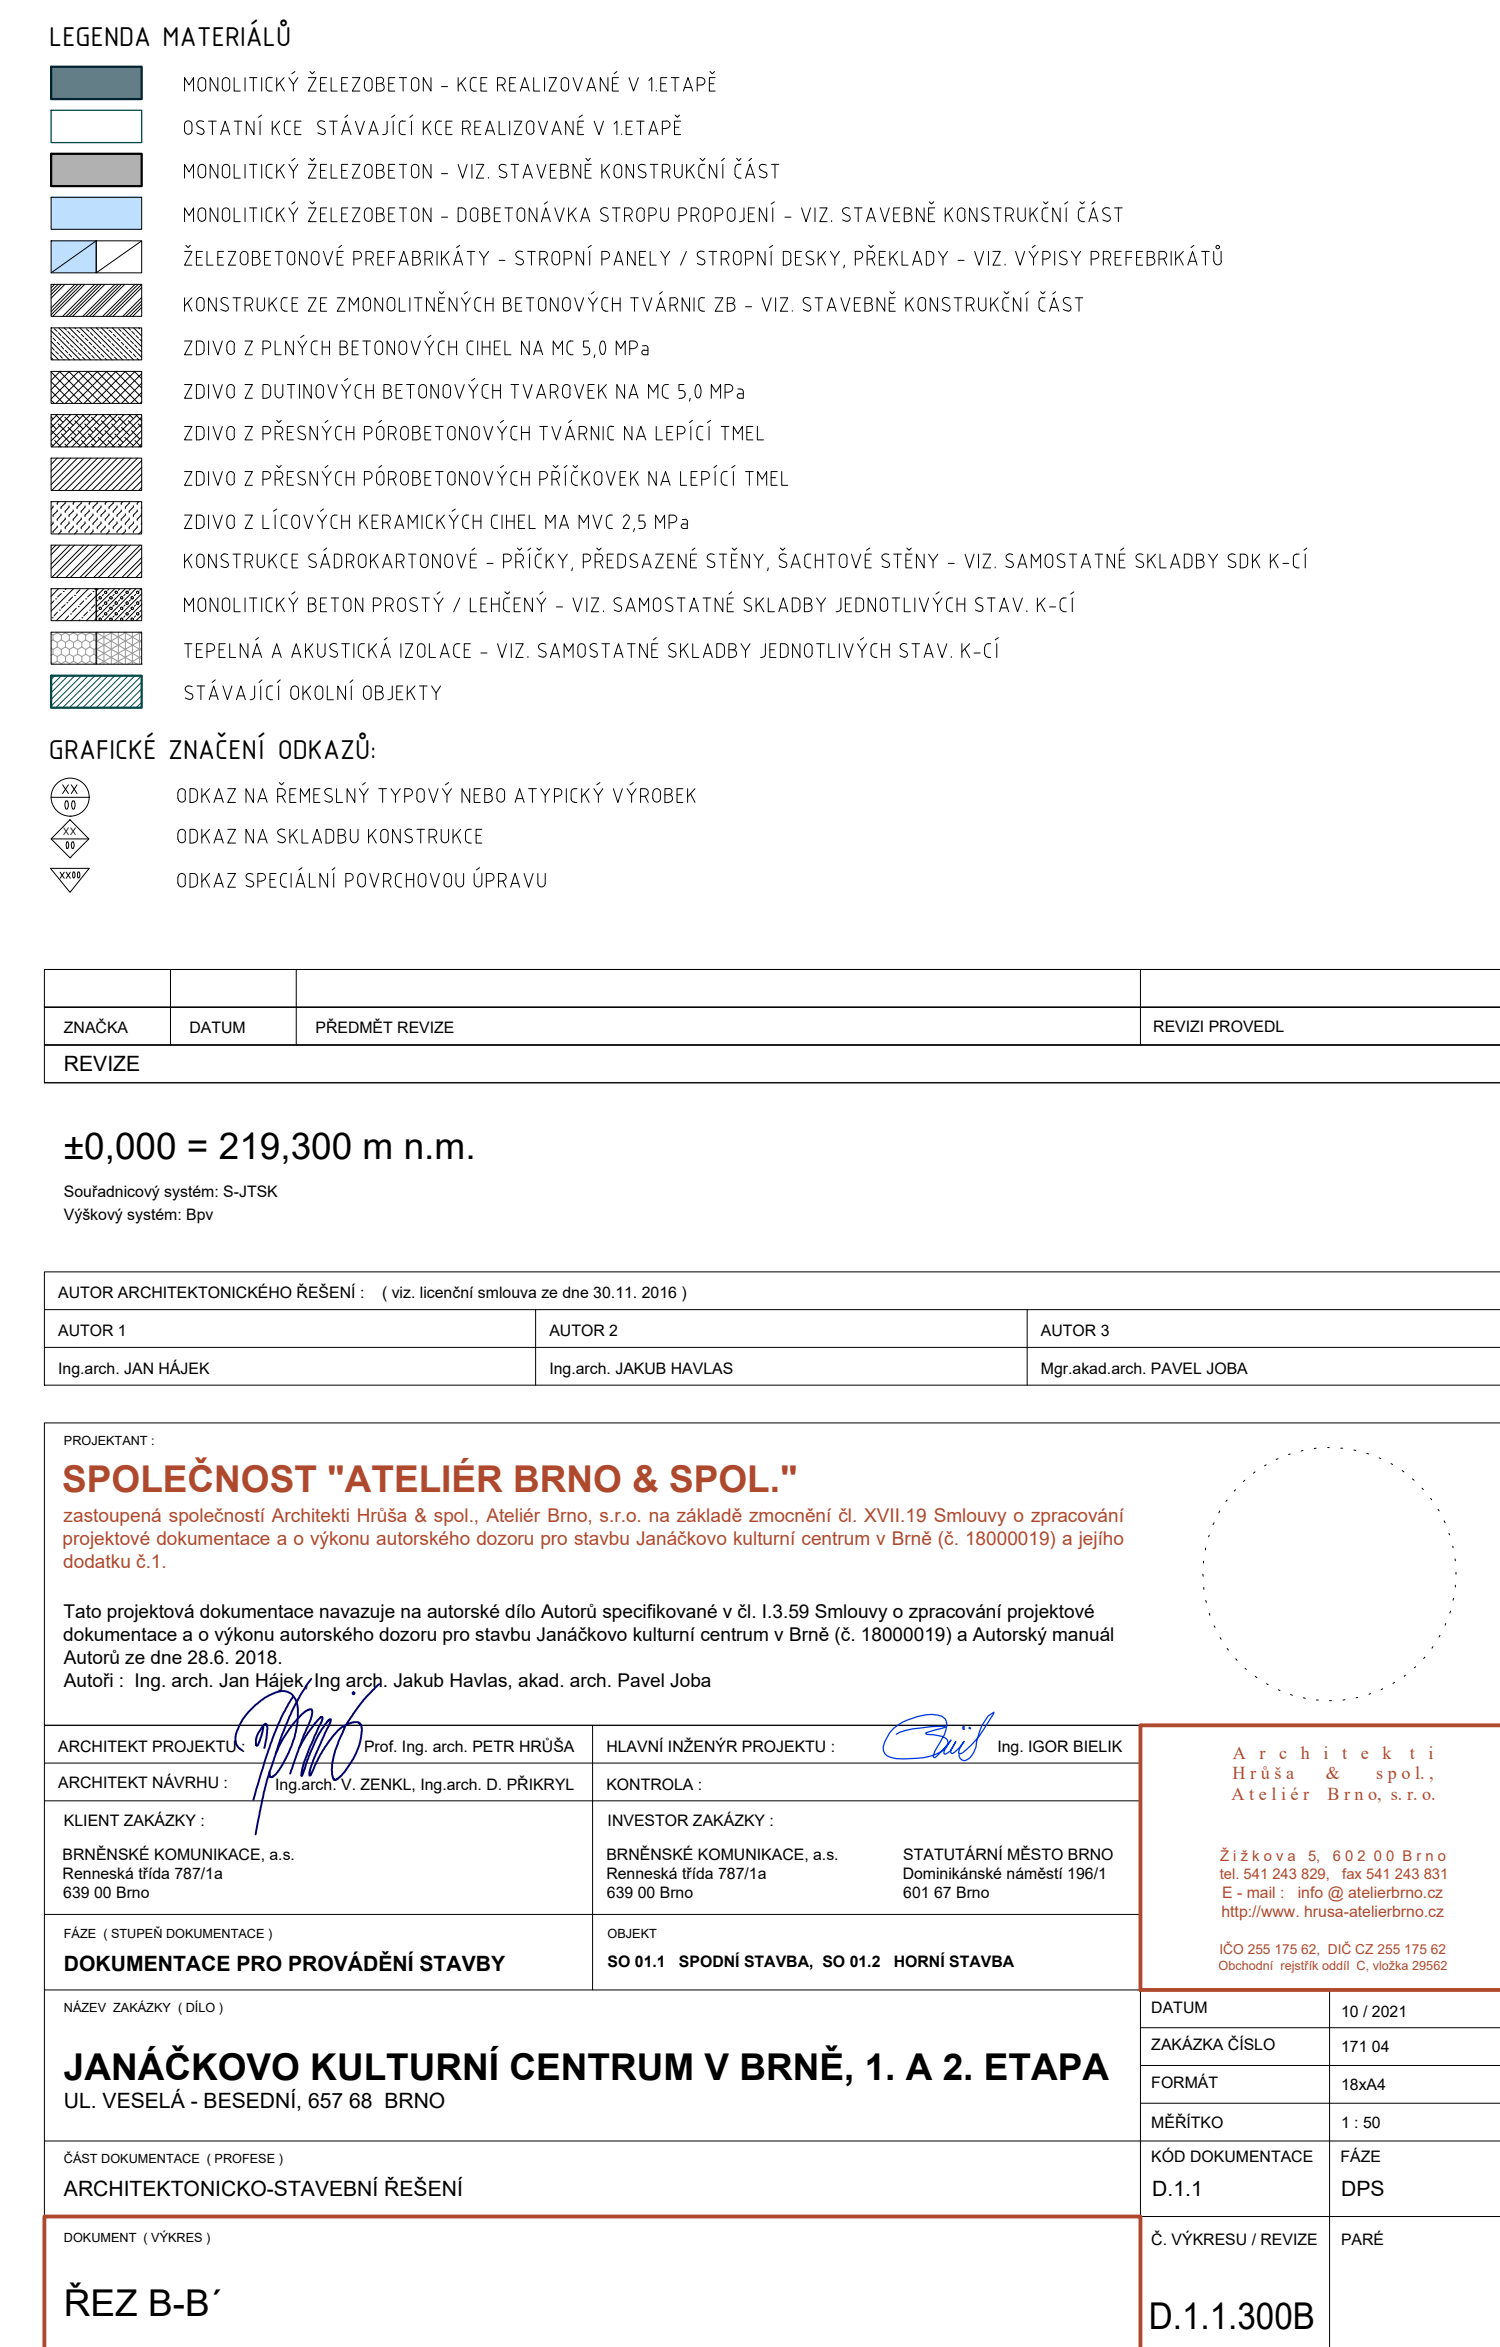 LEGENDA MATERIÁLŮ
MONOLITICKÝ ŽELEZOBETON - KCE REALIZOVANÉ V 1.ETAPĚ
OSTATNÍ KCE STÁVAJÍCÍ KCE REALIZOVANÉ V 1.ETAPĚ
MONOLITICKÝ ŽELEZOBETON - VIZ. STAVEBNĚ KONSTRUKČNÍ ČÁST
MONOLITICKÝ ŽELEZOBETON - DOBETONÁVKA STROPU PROPOJENÍ - VIZ. STAVEBNĚ KONSTRUKČNÍ ČÁST
ŽELEZOBETONOVÉ PREFABRIKÁTY - STROPNÍ PANELY / STROPNÍ DESKY, PŘEKLADY - VIZ. VÝPISY PREFEBRIKÁTŮ
KONSTRUKCE ZE ZMONOLITNĚNÝCH BETONOVÝCH TVÁRNIC ZB - VIZ. STAVEBNĚ KONSTRUKČNÍ ČÁST
ZDIVO Z PLNÝCH BETONOVÝCH CIHEL NA MC 5,0 MPa
ZDIVO Z DUTINOVÝCH BETONOVÝCH TVAROVEK NA MC 5,0 MPa
ZDIVO Z PŘESNÝCH PÓROBETONOVÝCH TVÁRNIC NA LEPÍCÍ TMEL
ZDIVO Z PŘESNÝCH PÓROBETONOVÝCH PŘÍČKOVEK NA LEPÍCÍ TMEL
ZDIVO Z LÍCOVÝCH KERAMICKÝCH CIHEL MA MVC 2,5 MPa
KONSTRUKCE SÁDROKARTONOVÉ - PŘÍČKY, PŘEDSAZENÉ STĚNY, ŠACHTOVÉ STĚNY - VIZ. SAMOSTATNÉ SKLADBY SDK K-CÍ
MONOLITICKÝ BETON PROSTÝ / LEHČENÝ - VIZ. SAMOSTATNÉ SKLADBY JEDNOTLIVÝCH STAV. K-CÍ
TEPELNÁ A AKUSTICKÁ IZOLACE - VIZ. SAMOSTATNÉ SKLADBY JEDNOTLIVÝCH STAV. K-CÍ
STÁVAJÍCÍ OKOLNÍ OBJEKTY
GRAFICKÉ ZNAČENÍ ODKAZŮ:
XX
00
ODKAZ NA ŘEMESLNÝ TYPOVÝ NEBO ATYPICKÝ VÝROBEK
XX
00
ODKAZ NA SKLADBU KONSTRUKCE
XX00
ODKAZ SPECIÁLNÍ POVRCHOVOU ÚPRAVU
ZNAČKA DATUM PŘEDMĚT REVIZE REVIZI PROVEDL
REVIZE
±0,000 = 219,300 m n.m.
Souřadnicový systém: S-JTSK
Výškový systém: Bpv
AUTOR ARCHITEKTONICKÉHO ŘEŠENÍ : ( viz. licenční smlouva ze dne 30.11. 2016 )
AUTOR 1 AUTOR 2 AUTOR 3
Ing.arch. JAN HÁJEK Ing.arch. JAKUB HAVLAS Mgr.akad.arch. PAVEL JOBA
PROJEKTANT :
SPOLEČNOST "ATELIÉR BRNO & SPOL."
zastoupená společností Architekti Hrůša & spol., Ateliér Brno, s.r.o. na základě zmocnění čl. XVII.19 Smlouvy o zpracování
projektové dokumentace a o výkonu autorského dozoru pro stavbu Janáčkovo kulturní centrum v Brně (č. 18000019) a jejího
dodatku č.1.
Tato projektová dokumentace navazuje na autorské dílo Autorů specifikované v čl. I.3.59 Smlouvy o zpracování projektové
dokumentace a o výkonu autorského dozoru pro stavbu Janáčkovo kulturní centrum v Brně (č. 18000019) a Autorský manuál
Autorů ze dne 28.6. 2018.
Autoři : Ing. arch. Jan Hájek, Ing arch. Jakub Havlas, akad. arch. Pavel Joba
ARCHITEKT PROJEKTU : Prof. Ing. arch. PETR HRŮŠA HLAVNÍ INŽENÝR PROJEKTU : Ing. IGOR BIELIK
ARCHITEKT NÁVRHU : Ing.arch. V. ZENKL, Ing.arch. D. PŘIKRYL KONTROLA :
KLIENT ZAKÁZKY :
BRNĚNSKÉ KOMUNIKACE, a.s.
Renneská třída 787/1a
639 00 Brno
INVESTOR ZAKÁZKY :
BRNĚNSKÉ KOMUNIKACE, a.s. STATUTÁRNÍ MĚSTO BRNO
Renneská třída 787/1a Dominikánské náměstí 196/1
639 00 Brno 601 67 Brno
Architekti
Hrůša & spol.,
Ateliér Brno, s.r.o.
Žižkova 5, 602 00 Brno
tel. 541 243 829, fax 541 243 831
E - mail : info @ atelierbrno.cz
http://www. hrusa-atelierbrno.cz
IČO 255 175 62, DIČ CZ 255 175 62
Obchodní rejstřík oddíl C, vložka 29562
FÁZE ( STUPEŇ DOKUMENTACE )
DOKUMENTACE PRO PROVÁDĚNÍ STAVBY
OBJEKT
SO 01.1 SPODNÍ STAVBA, SO 01.2 HORNÍ STAVBA
NÁZEV ZAKÁZKY ( DÍLO )
JANÁČKOVO KULTURNÍ CENTRUM V BRNĚ, 1. A 2. ETAPA
UL. VESELÁ - BESEDNÍ, 657 68 BRNO
DATUM 10 / 2021
ZAKÁZKA ČÍSLO 171 04
FORMÁT 18xA4
MĚŘÍTKO 1 : 50
ČÁST DOKUMENTACE ( PROFESE )
ARCHITEKTONICKO-STAVEBNÍ ŘEŠENÍ
KÓD DOKUMENTACE FÁZE
D.1.1 DPS
DOKUMENT ( VÝKRES )
ŘEZ B-B´
Č. VÝKRESU / REVIZE PARÉ
D.1.1.300B